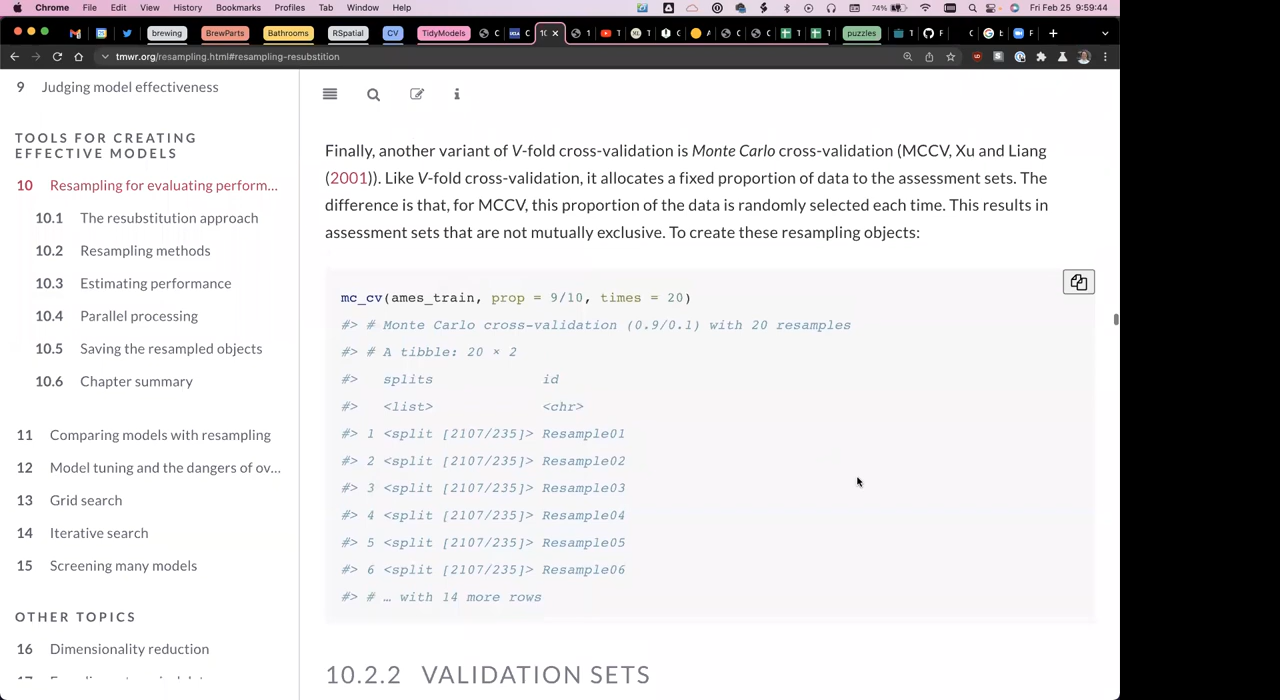 Chrome File Edit View History Bookmarks Profiles Tab Window Help 74% Fri Feb 25 9:59:44
brewing BrewParts Bathrooms RSpatial CV TidyModels puzzles
tmwr.org/resampling.html#resampling-resubstition
9 Judging model effectiveness
TOOLS FOR CREATING
EFFECTIVE MODELS
10 Resampling for evaluating perform...
10.1 The resubstitution approach
10.2 Resampling methods
10.3 Estimating performance
10.4 Parallel processing
10.5 Saving the resampled objects
10.6 Chapter summary
11 Comparing models with resampling
12 Model tuning and the dangers of ov...
13 Grid search
14 Iterative search
15 Screening many models
OTHER TOPICS
16 Dimensionality reduction
Finally, another variant of V-fold cross-validation is Monte Carlo cross-validation (MCCV, Xu and Liang
(2001)). Like V-fold cross-validation, it allocates a fixed proportion of data to the assessment sets. The
difference is that, for MCCV, this proportion of the data is randomly selected each time. This results in
assessment sets that are not mutually exclusive. To create these resampling objects:
mc_cv(ames_train, prop = 9/10, times = 20)
#> # Monte Carlo cross-validation (0.9/0.1) with 20 resamples
#> # A tibble: 20 × 2
#> splits id
#> <list> <chr>
#> 1 <split [2107/235]> Resample01
#> 2 <split [2107/235]> Resample02
#> 3 <split [2107/235]> Resample03
#> 4 <split [2107/235]> Resample04
#> 5 <split [2107/235]> Resample05
#> 6 <split [2107/235]> Resample06
#> # … with 14 more rows
10.2.2 VALIDATION SETS